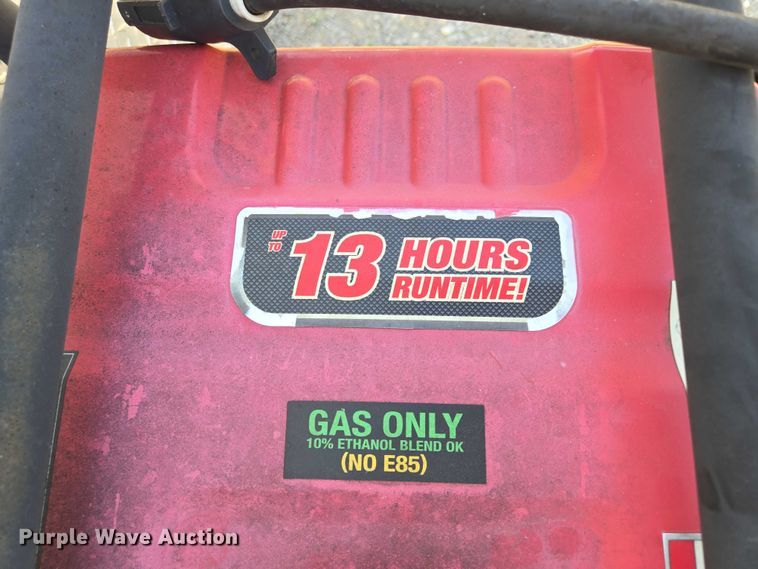 UP
TO
13 HOURS
RUNTIME!
GAS ONLY
10% ETHANOL BLEND OK
(NO E85)
Purple Wave Auction